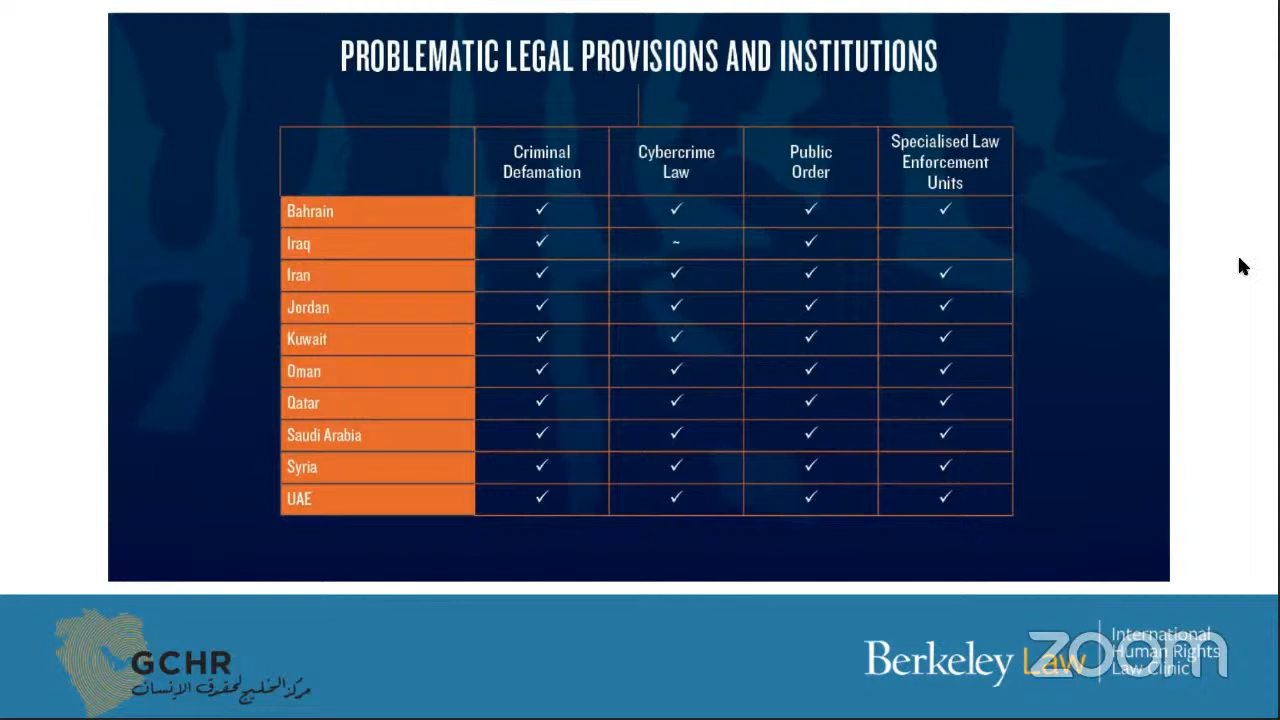 PROBLEMATIC LEGAL PROVISIONS AND INSTITUTIONS
Criminal Defamation
Cybercrime Law
Public Order
Specialised Law Enforcement Units
Bahrain ✓ ✓ ✓ ✓
Iraq ✓ ~ ✓
Iran ✓ ✓ ✓ ✓
Jordan ✓ ✓ ✓ ✓
Kuwait ✓ ✓ ✓ ✓
Oman ✓ ✓ ✓ ✓
Qatar ✓ ✓ ✓ ✓
Saudi Arabia ✓ ✓ ✓ ✓
Syria ✓ ✓ ✓ ✓
UAE ✓ ✓ ✓ ✓
GCHR
مركز الخليج لحقوق الإنسان
Berkeley Law
International
Human Rights
Law Clinic
zoom